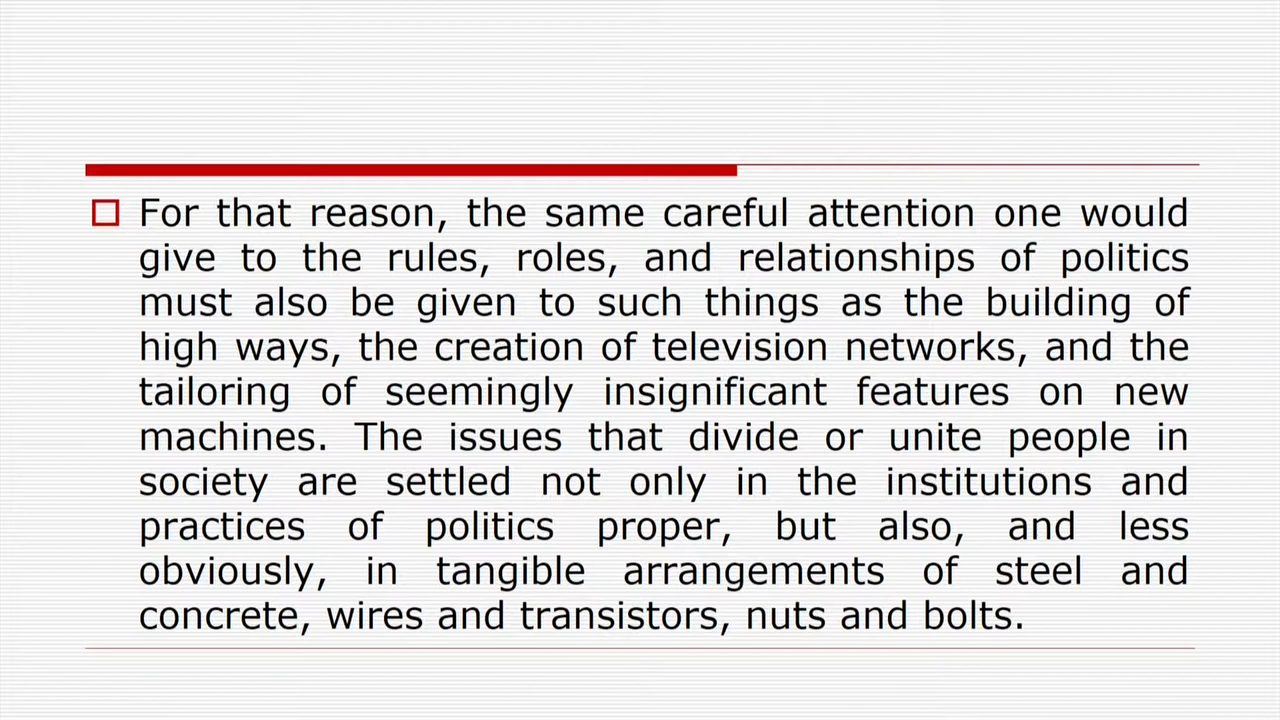 For that reason, the same careful attention one would
give to the rules, roles, and relationships of politics
must also be given to such things as the building of
high ways, the creation of television networks, and the
tailoring of seemingly insignificant features on new
machines. The issues that divide or unite people in
society are settled not only in the institutions and
practices of politics proper, but also, and less
obviously, in tangible arrangements of steel and
concrete, wires and transistors, nuts and bolts.